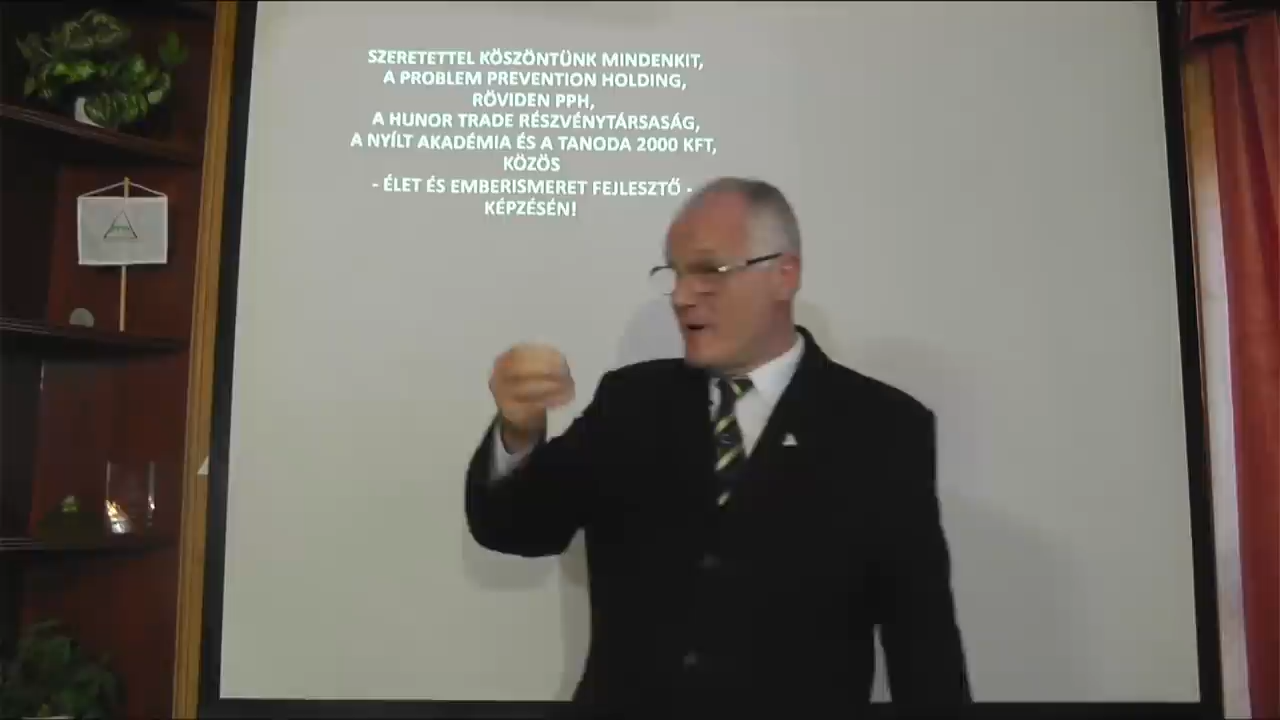 SZERETETTEL KÖSZÖNTÜNK MINDENKIT,
A PROBLEM PREVENTION HOLDING,
RÖVIDEN PPH,
A HUNOR TRADE RÉSZVÉNYTÁRSASÁG,
A NYÍLT AKADÉMIA ÉS A TANODA 2000 KFT,
KÖZÖS
- ÉLET ÉS EMBERISMERET FEJLESZTŐ -
KÉPZÉSÉN!